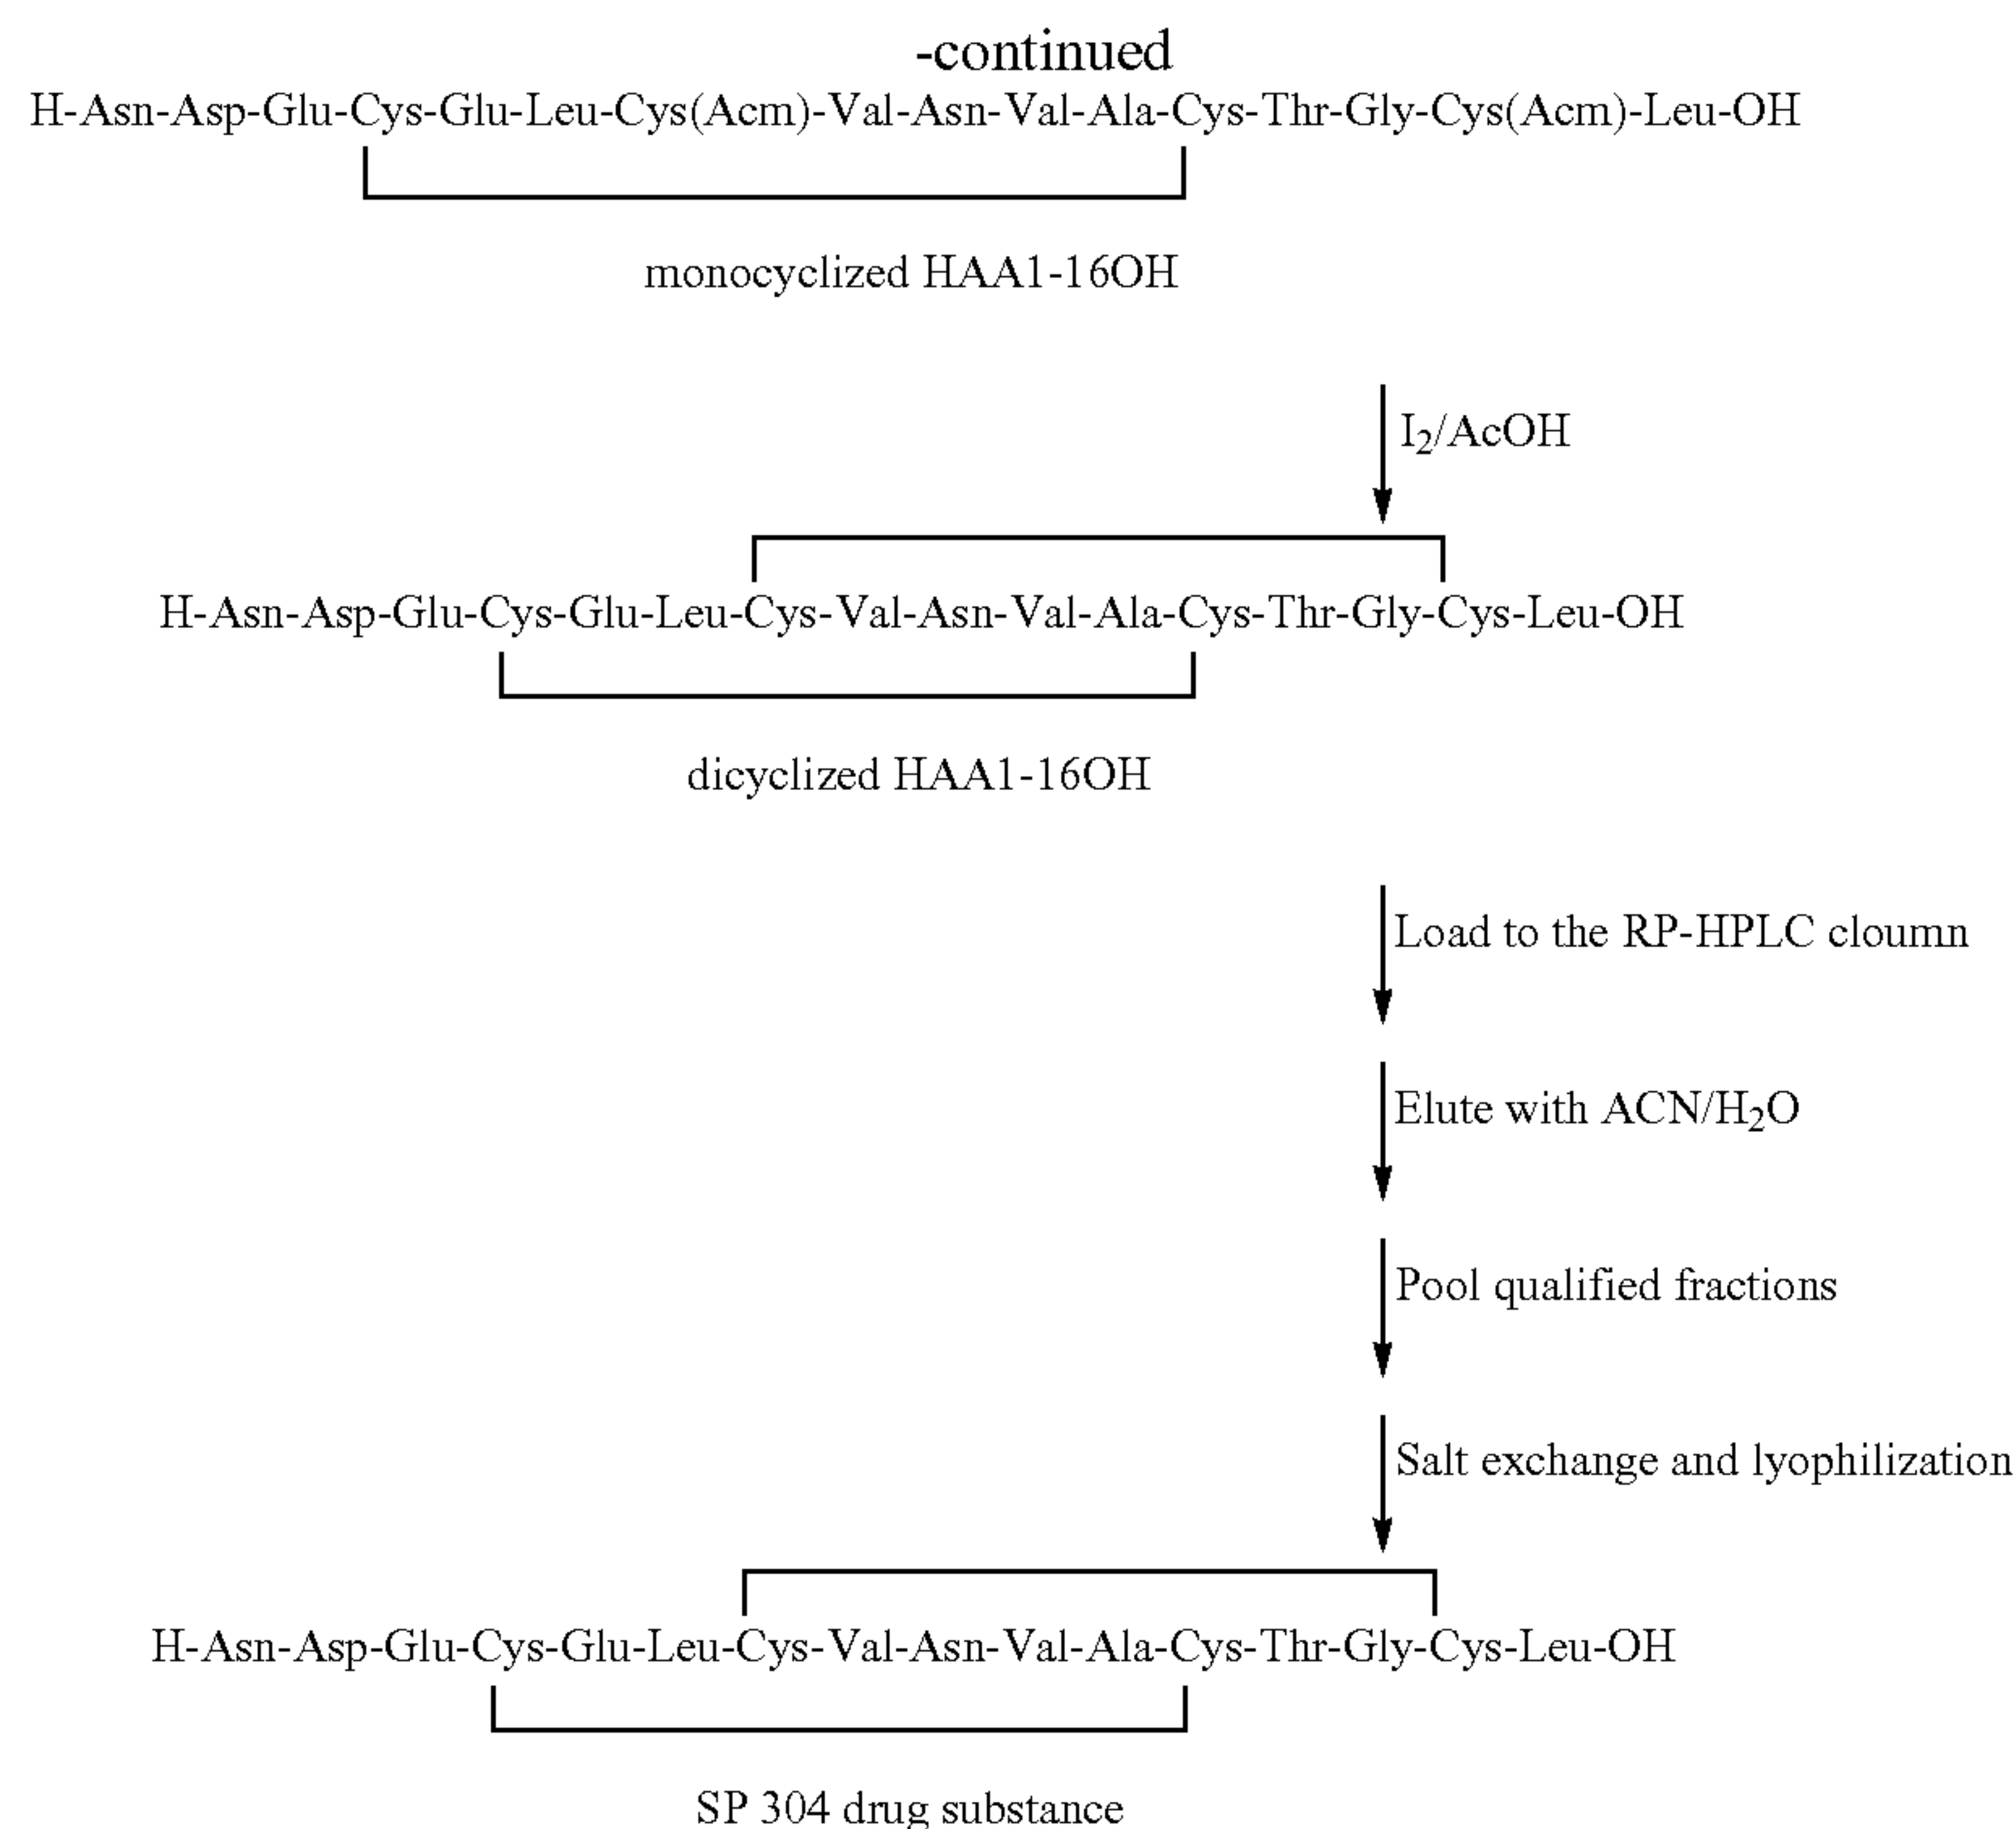 -continued
H-Asn-Asp-Glu-Cys-Glu-Leu-Cys(Acm)-Val-Asn-Val-Ala-Cys-Thr-Gly-Cys(Acm)-Leu-OH
monocyclized HAA1-16OH
I2/AcOH
H-Asn-Asp-Glu-Cys-Glu-Leu-Cys-Val-Asn-Val-Ala-Cys-Thr-Gly-Cys-Leu-OH
dicyclized HAA1-16OH
Load to the RP-HPLC cloumn
Elute with ACN/H2O
Pool qualified fractions
Salt exchange and lyophilization
H-Asn-Asp-Glu-Cys-Glu-Leu-Cys-Val-Asn-Val-Ala-Cys-Thr-Gly-Cys-Leu-OH
SP 304 drug substance